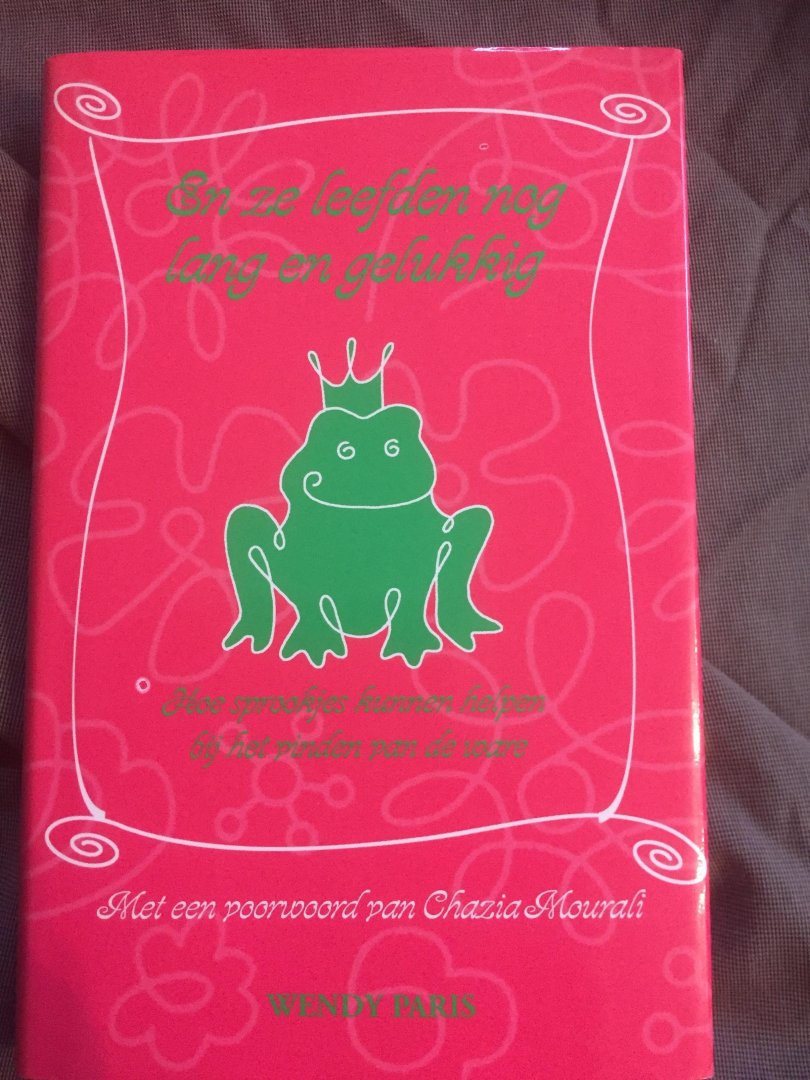 En ze leefden nog
lang en gelukkig
Hoe sprookjes kunnen helpen
bij het vinden van de ware
Met een voorwoord van Chazia Mourali
WENDY PARIS